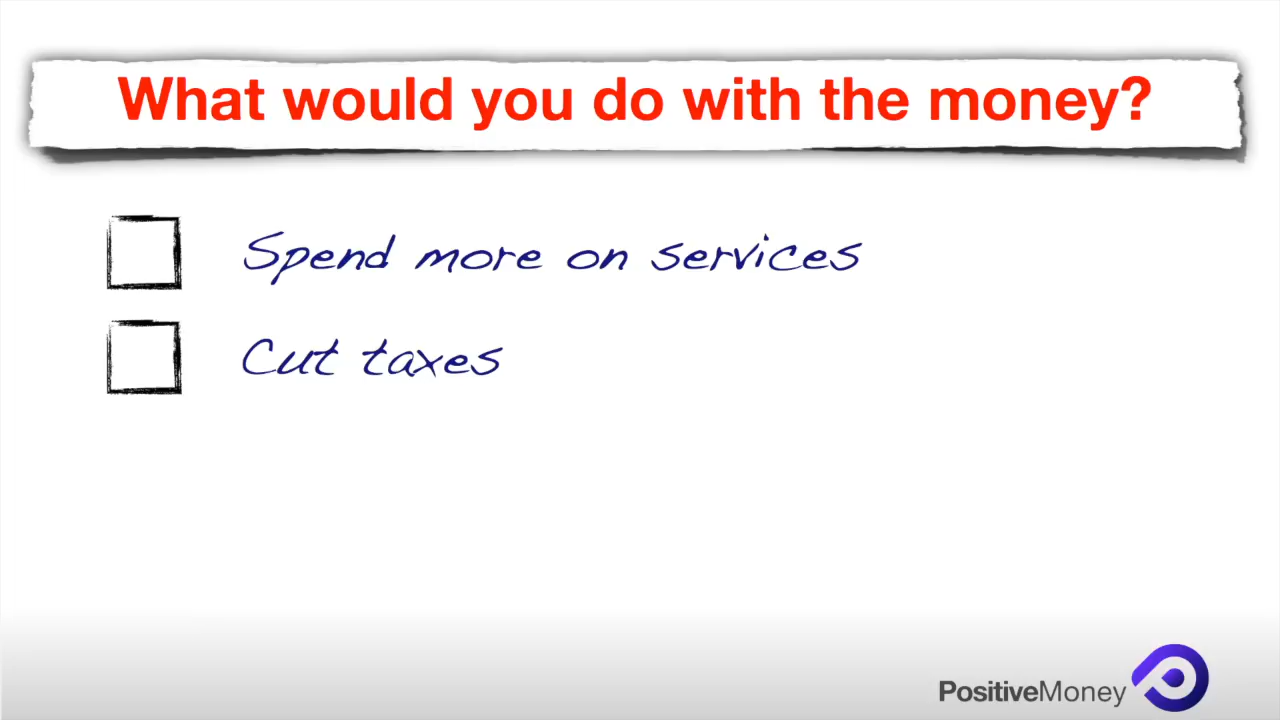 What would you do with the money?
Spend more on services
Cut taxes
PositiveMoney